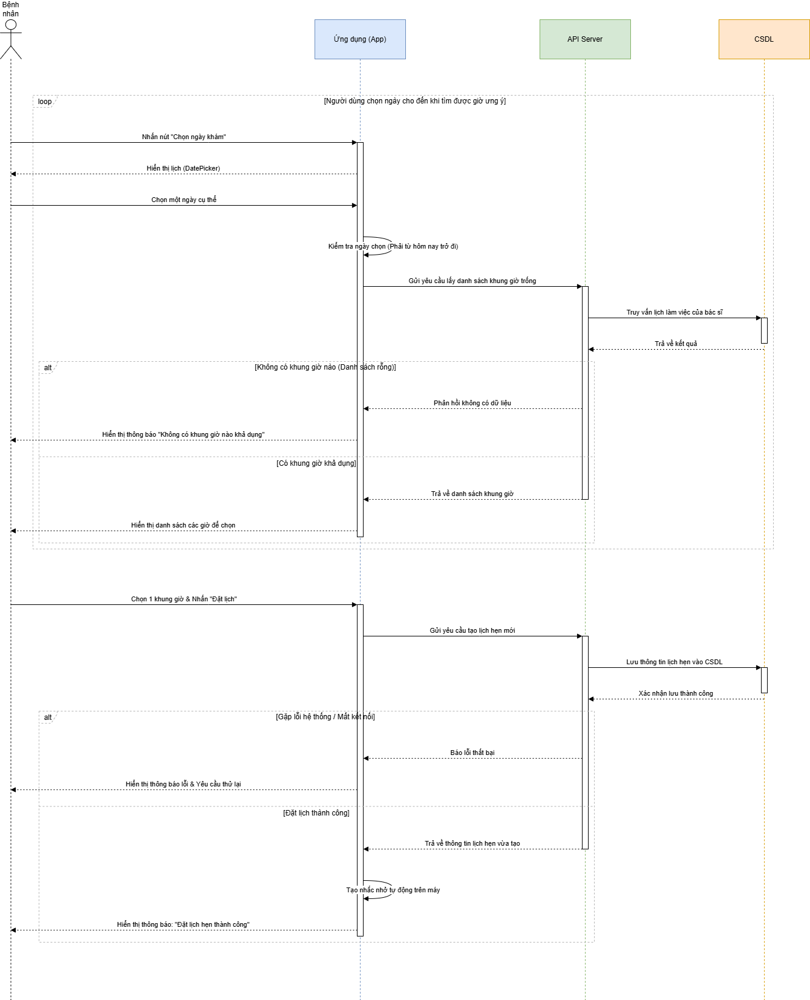 Bệnh
nhân
Ứng dụng (App)
API Server
CSDL
loop
[Người dùng chọn ngày cho đến khi tìm được giờ ưng ý]
Nhấn nút "Chọn ngày khám"
Hiển thị lịch (DatePicker)
Chọn một ngày cụ thể
Kiểm tra ngày chọn (Phải từ hôm nay trở đi)
Gửi yêu cầu lấy danh sách khung giờ trống
Truy vấn lịch làm việc của bác sĩ
Trả về kết quả
alt
[Không có khung giờ nào (Danh sách rỗng)]
Phản hồi không có dữ liệu
Hiển thị thông báo "Không có khung giờ nào khả dụng"
[Có khung giờ khả dụng]
Trả về danh sách khung giờ
Hiển thị danh sách các giờ để chọn
Chọn 1 khung giờ & Nhấn "Đặt lịch"
Gửi yêu cầu tạo lịch hẹn mới
Lưu thông tin lịch hẹn vào CSDL
Xác nhận lưu thành công
alt
[Gặp lỗi hệ thống / Mất kết nối]
Báo lỗi thất bại
Hiển thị thông báo lỗi & Yêu cầu thử lại
[Đặt lịch thành công]
Trả về thông tin lịch hẹn vừa tạo
Tạo nhắc nhở tự động trên máy
Hiển thị thông báo: "Đặt lịch hẹn thành công"